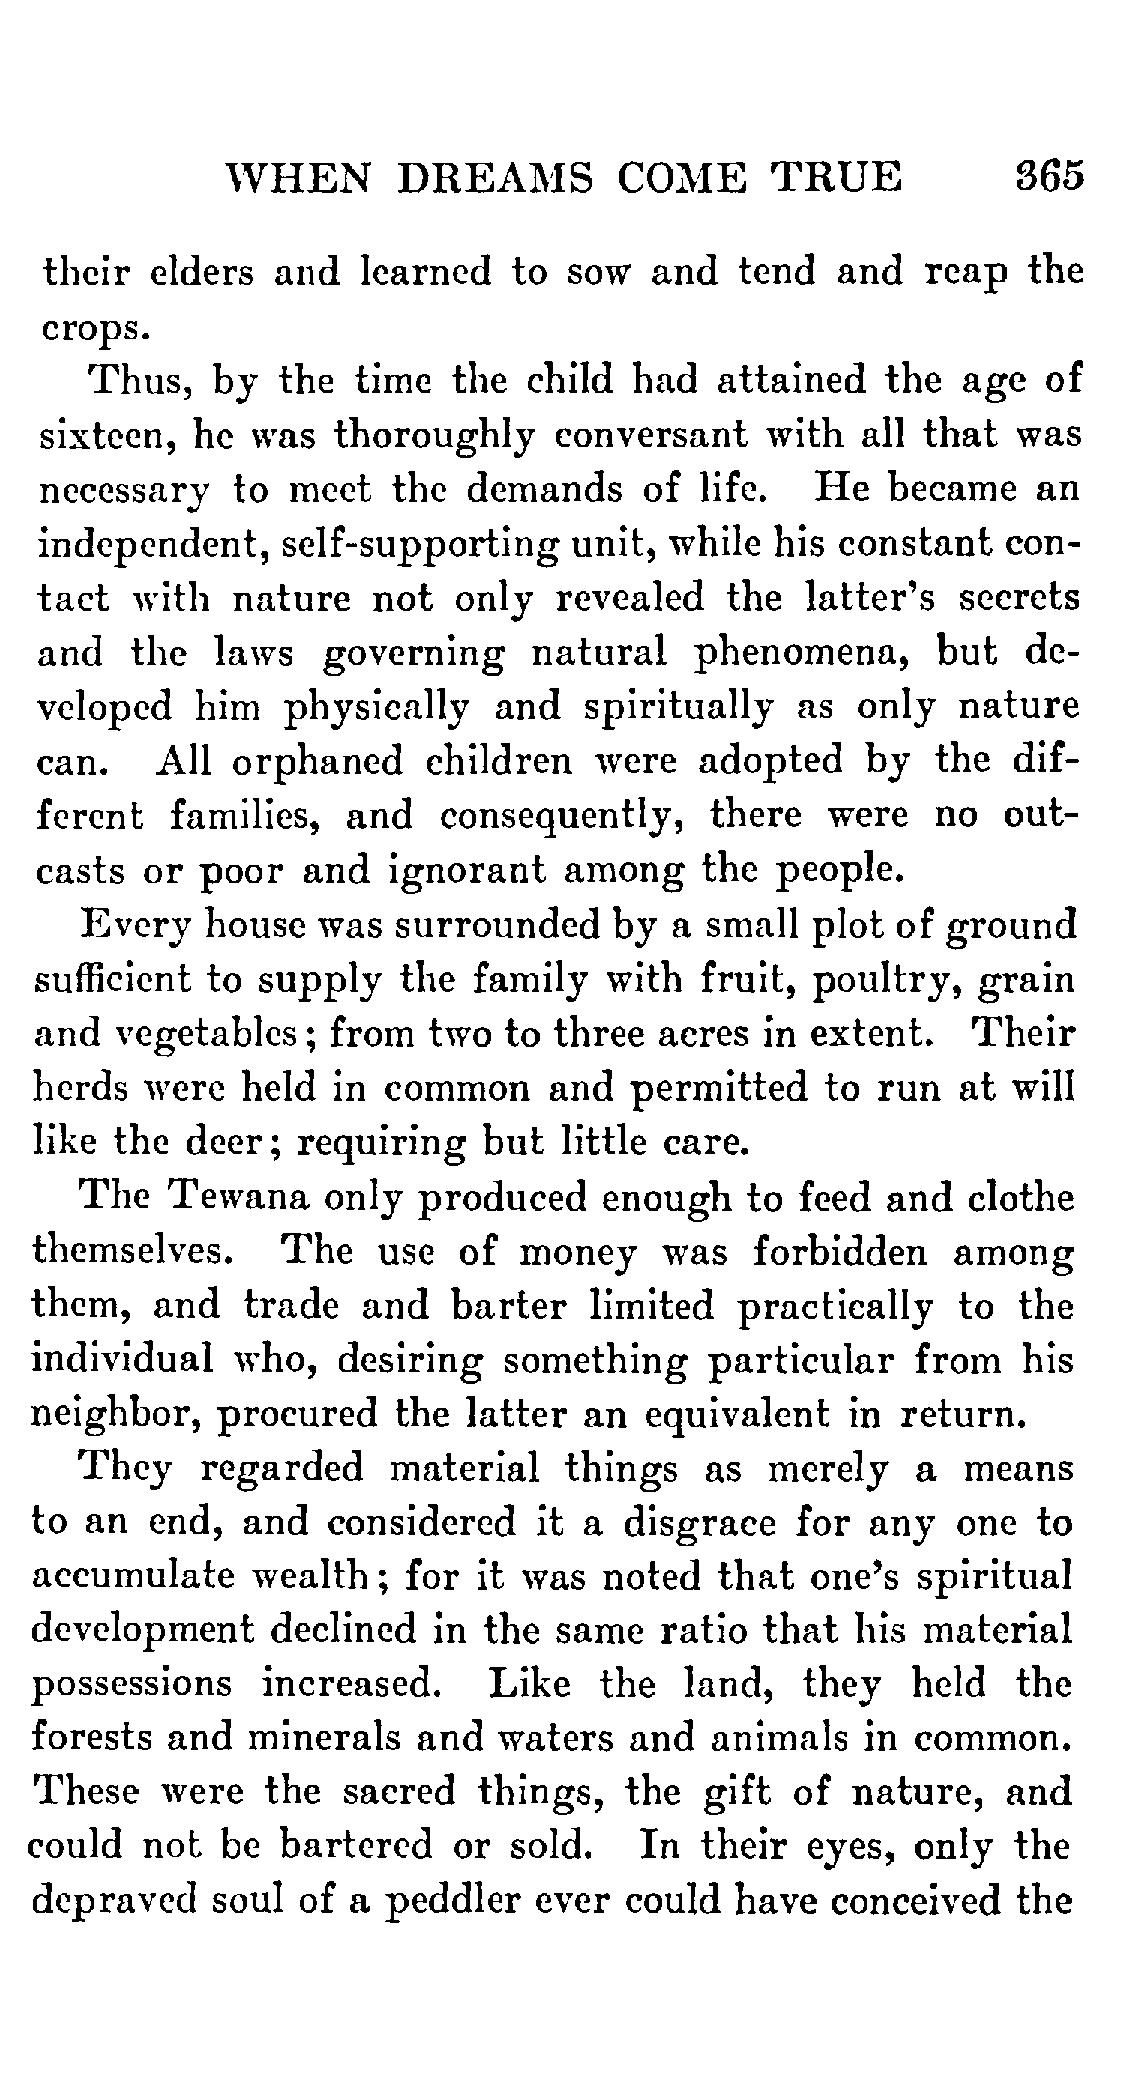 WHEN DREAMS COME TRUE 365
their elders and learned to sow and tend and reap the
crops.
Thus, by the time the child had attained the age of
sixteen, he was thoroughly conversant with all that was
necessary to meet the demands of life. He became an
independent, self-supporting unit, while his constant con-
tact with nature not only revealed the latter's secrets
and the laws governing natural phenomena, but de-
veloped him physically and spiritually as only nature
can. All orphaned children were adopted by the dif-
ferent families, and consequently, there were no out-
casts or poor and ignorant among the people.
Every house was surrounded by a small plot of ground
sufficient to supply the family with fruit, poultry, grain
and vegetables; from two to three acres in extent. Their
herds were held in common and permitted to run at will
like the deer; requiring but little care.
The Tewana only produced enough to feed and clothe
themselves. The use of money was forbidden among
them, and trade and barter limited practically to the
individual who, desiring something particular from his
neighbor, procured the latter an equivalent in return.
They regarded material things as merely a means
to an end, and considered it a disgrace for any one to
accumulate wealth; for it was noted that one's spiritual
development declined in the same ratio that his material
possessions increased. Like the land, they held the
forests and minerals and waters and animals in common.
These were the sacred things, the gift of nature, and
could not be bartered or sold. In their eyes, only the
depraved soul of a peddler ever could have conceived the